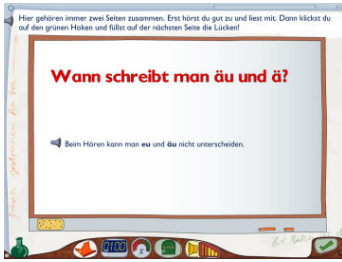 Hier gehören immer zwei Seiten zusammen. Erst hörst du gut zu und liest mit. Dann klickst du
auf den grünen Haken und füllst auf der nächsten Seite die Lücken!
Wann schreibt man äu und ä?
Beim Hören kann man eu und äu nicht unterscheiden.